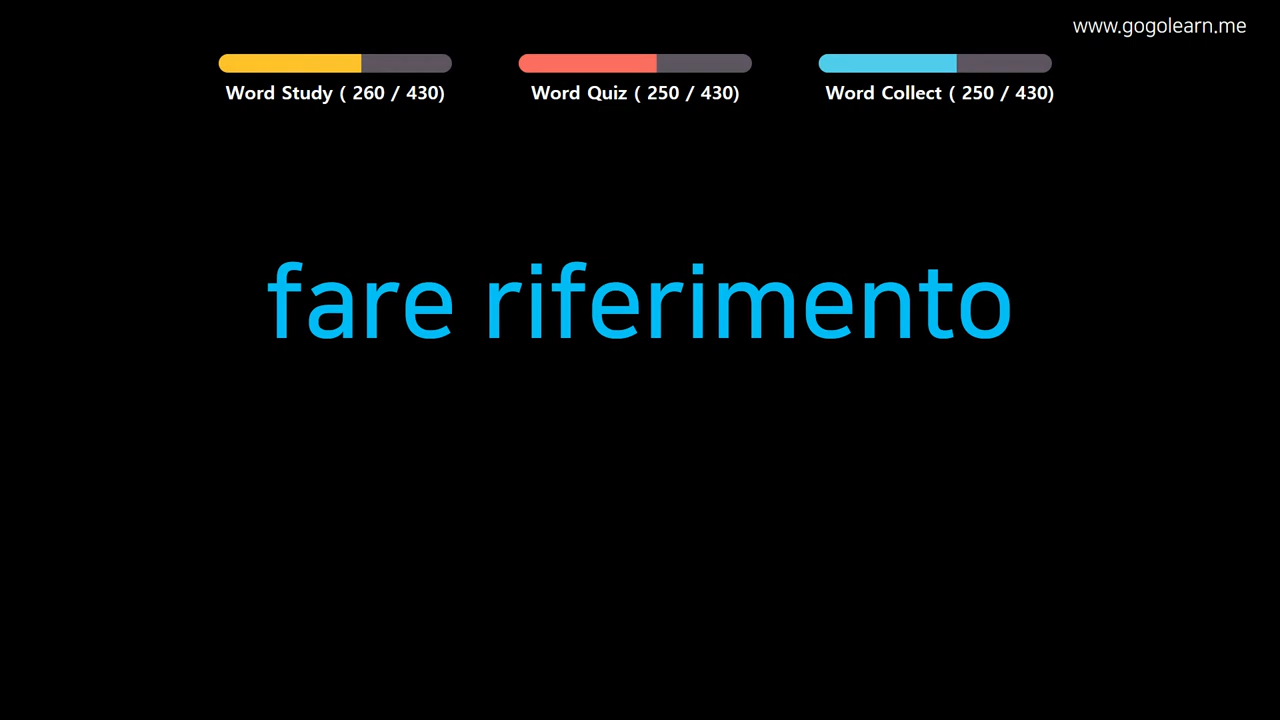 www.gogolearn.me
Word Study ( 260 / 430)
Word Quiz ( 250 / 430)
Word Collect ( 250 / 430)
fare riferimento